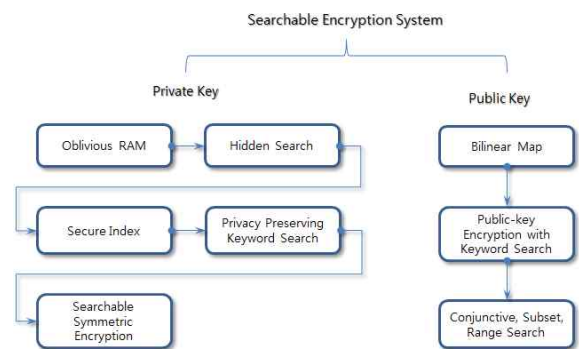 Searchable Encryption System
Private Key
Public Key
Oblivious RAM
Hidden Search
Bilinear Map
Secure Index
Privacy Preserving
Keyword Search
Public-key
Encryption with
Keyword Search
Searchable
Symmetric
Encryption
Conjunctive, Subset,
Range Search